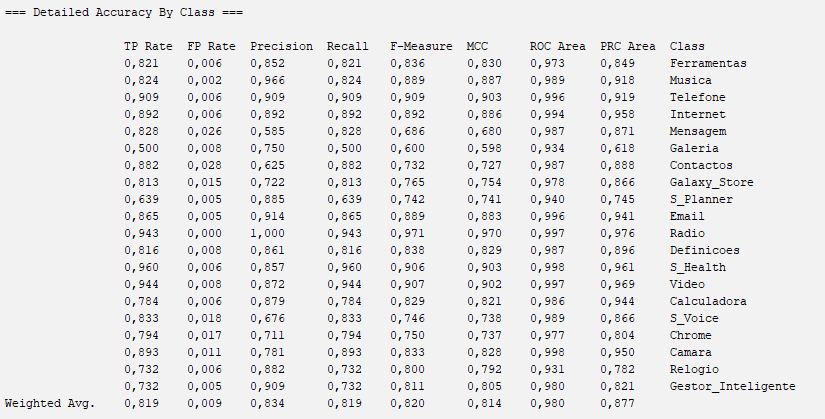 === Detailed Accuracy By Class ===
TP Rate FP Rate Precision Recall F-Measure MCC ROC Area PRC Area Class
0,821 0,006 0,852 0,821 0,836 0,830 0,973 0,849 Ferramentas
0,824 0,002 0,966 0,824 0,889 0,887 0,989 0,918 Musica
0,909 0,006 0,909 0,909 0,909 0,903 0,996 0,919 Telefone
0,892 0,006 0,892 0,892 0,892 0,886 0,994 0,958 Internet
0,828 0,026 0,585 0,828 0,686 0,680 0,987 0,871 Mensagem
0,500 0,008 0,750 0,500 0,600 0,598 0,934 0,618 Galeria
0,882 0,028 0,625 0,882 0,732 0,727 0,987 0,888 Contactos
0,813 0,015 0,722 0,813 0,765 0,754 0,978 0,866 Galaxy_Store
0,639 0,005 0,885 0,639 0,742 0,741 0,940 0,745 S_Planner
0,865 0,005 0,914 0,865 0,889 0,883 0,996 0,941 Email
0,943 0,000 1,000 0,943 0,971 0,970 0,997 0,976 Radio
0,816 0,008 0,861 0,816 0,838 0,829 0,987 0,896 Definicoes
0,960 0,006 0,857 0,960 0,906 0,903 0,998 0,961 S_Health
0,944 0,008 0,872 0,944 0,907 0,902 0,997 0,969 Video
0,784 0,006 0,879 0,784 0,829 0,821 0,986 0,944 Calculadora
0,833 0,018 0,676 0,833 0,746 0,738 0,989 0,866 S_Voice
0,794 0,017 0,711 0,794 0,750 0,737 0,977 0,804 Chrome
0,893 0,011 0,781 0,893 0,833 0,828 0,998 0,950 Camara
0,732 0,006 0,882 0,732 0,800 0,792 0,931 0,782 Relogio
0,732 0,005 0,909 0,732 0,811 0,805 0,980 0,821 Gestor_Inteligente
Weighted Avg. 0,819 0,009 0,834 0,819 0,820 0,814 0,980 0,877